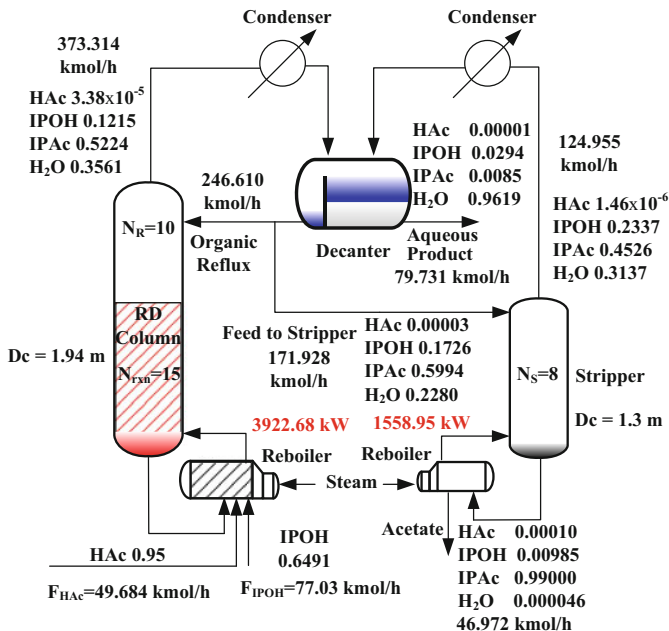 Condenser
Condenser
373.314
kmol/h
HAc 3.38x10⁻⁵
IPOH 0.1215
IPAc 0.5224
H₂O 0.3561
HAc 0.00001
IPOH 0.0294
IPAc 0.0085
H₂O 0.9619
124.955
kmol/h
HAc 1.46x10⁻⁶
IPOH 0.2337
IPAc 0.4526
H₂O 0.3137
246.610
kmol/h
N_R=10
Organic
Reflux
Decanter
Aqueous
Product
79.731 kmol/h
RD
Column
N_rxn=15
Dc = 1.94 m
Feed to Stripper
171.928
kmol/h
HAc 0.00003
IPOH 0.1726
IPAc 0.5994
H₂O 0.2280
N_S=8
Stripper
Dc = 1.3 m
3922.68 kW
1558.95 kW
Reboiler
Reboiler
Steam
Acetate
HAc 0.95
IPOH
0.6491
F_HAc=49.684 kmol/h
F_IPOH=77.03 kmol/h
HAc 0.00010
IPOH 0.00985
IPAc 0.99000
H₂O 0.000046
46.972 kmol/h